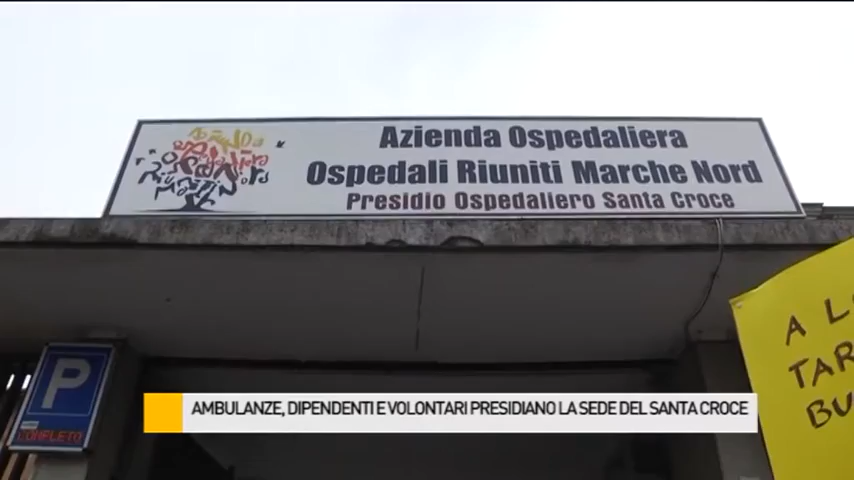 Azienda Ospedaliera
Ospedali Riuniti Marche Nord
Presidio Ospedaliero Santa Croce
P
COMPLETO
AMBULANZE, DIPENDENTI E VOLONTARI PRESIDIANO LA SEDE DEL SANTA CROCE
A